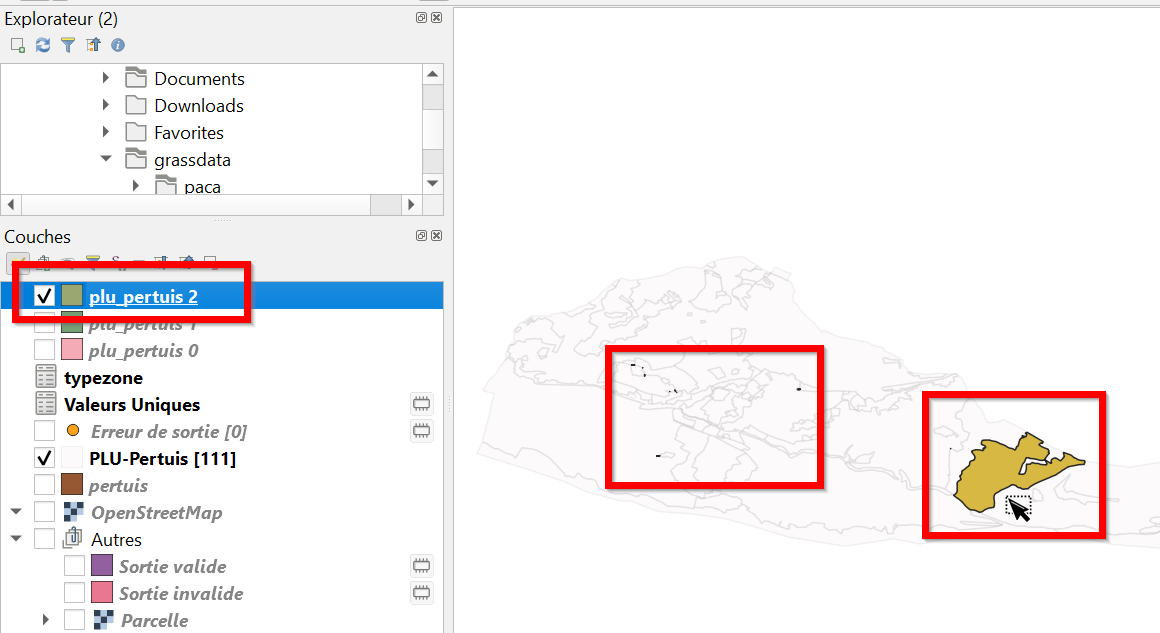 Explorateur (2)
Documents
Downloads
Favorites
grassdata
paca
Couches
plu_pertuis 2
plu_pertuis 1
plu_pertuis 0
typezone
Valeurs Uniques
Erreur de sortie [0]
PLU-Pertuis [111]
pertuis
OpenStreetMap
Autres
Sortie valide
Sortie invalide
Parcelle